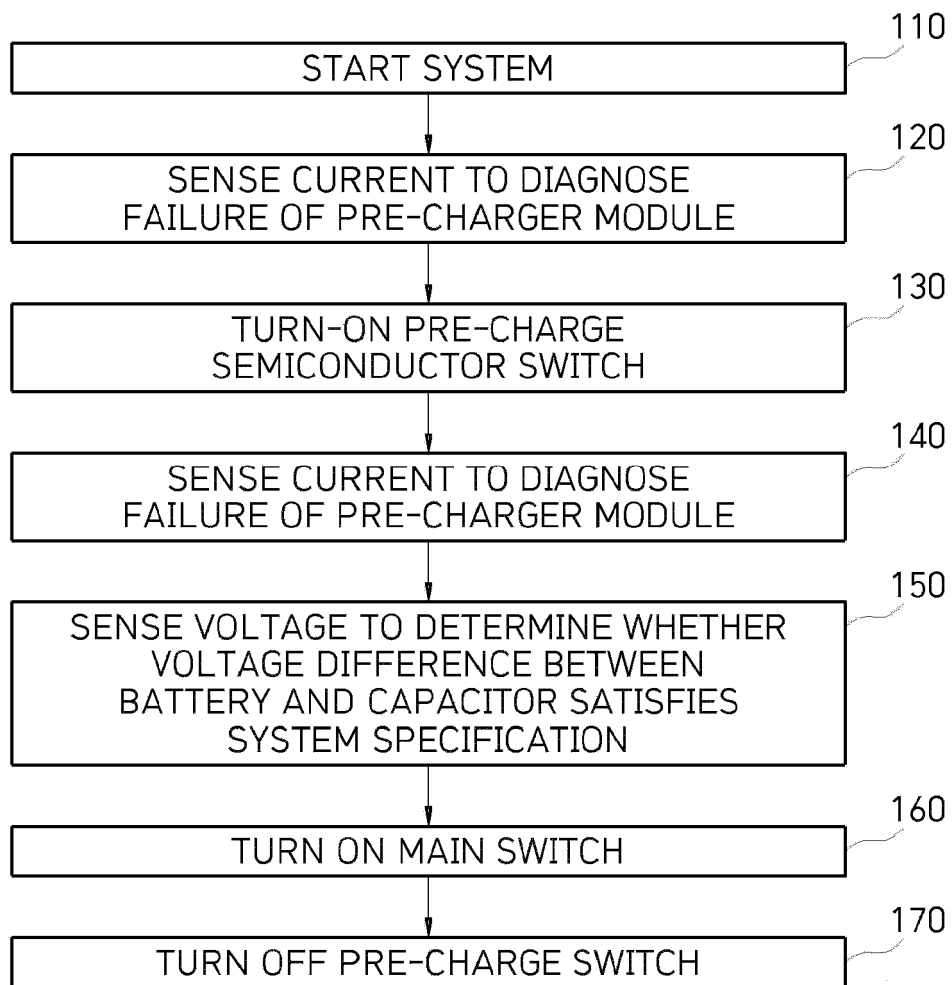 110
START SYSTEM
120
SENSE CURRENT TO DIAGNOSE
FAILURE OF PRE-CHARGER MODULE
130
TURN-ON PRE-CHARGE
SEMICONDUCTOR SWITCH
140
SENSE CURRENT TO DIAGNOSE
FAILURE OF PRE-CHARGER MODULE
150
SENSE VOLTAGE TO DETERMINE WHETHER
VOLTAGE DIFFERENCE BETWEEN
BATTERY AND CAPACITOR SATISFIES
SYSTEM SPECIFICATION
160
TURN ON MAIN SWITCH
170
TURN OFF PRE-CHARGE SWITCH